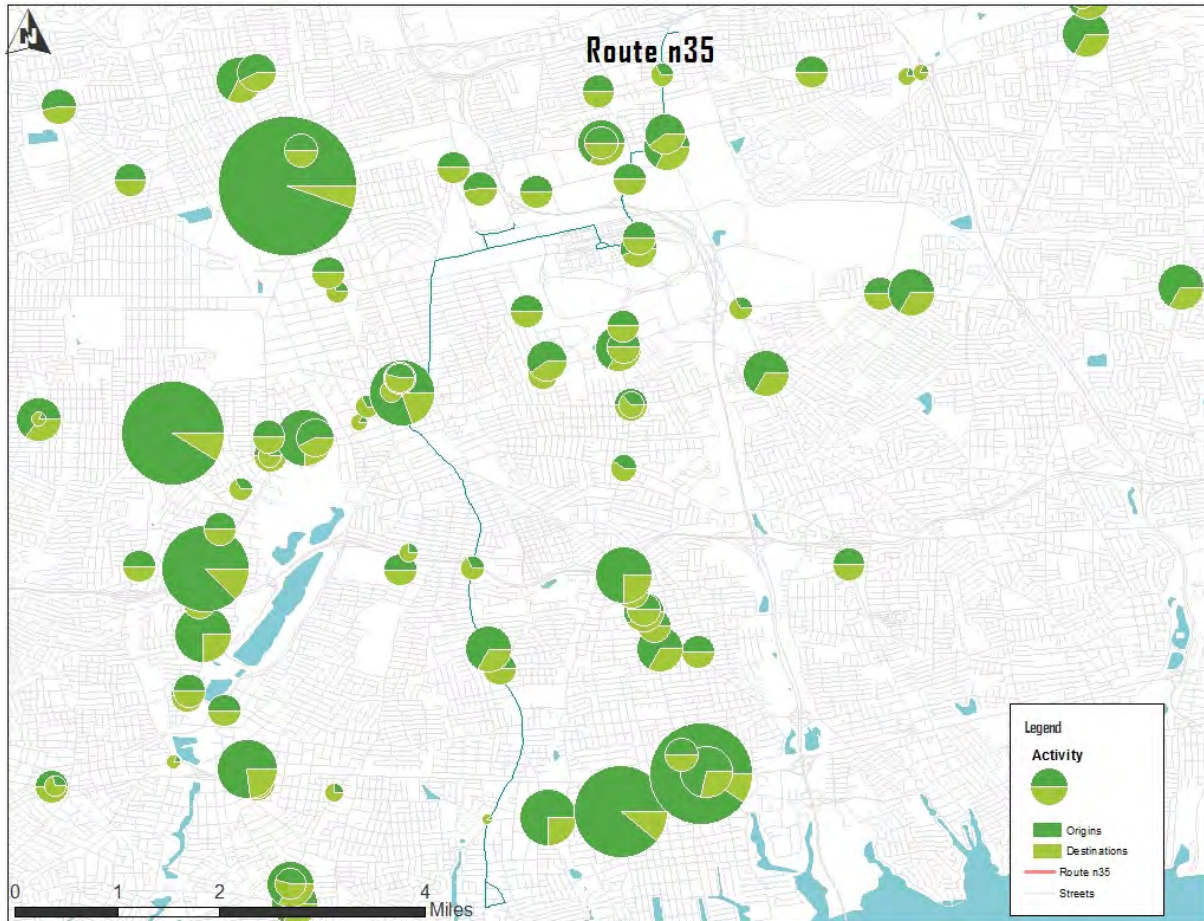 N
Route n35
Legend
Activity
Origins
Destinations
Route n35
Streets
0 1 2 4
Miles